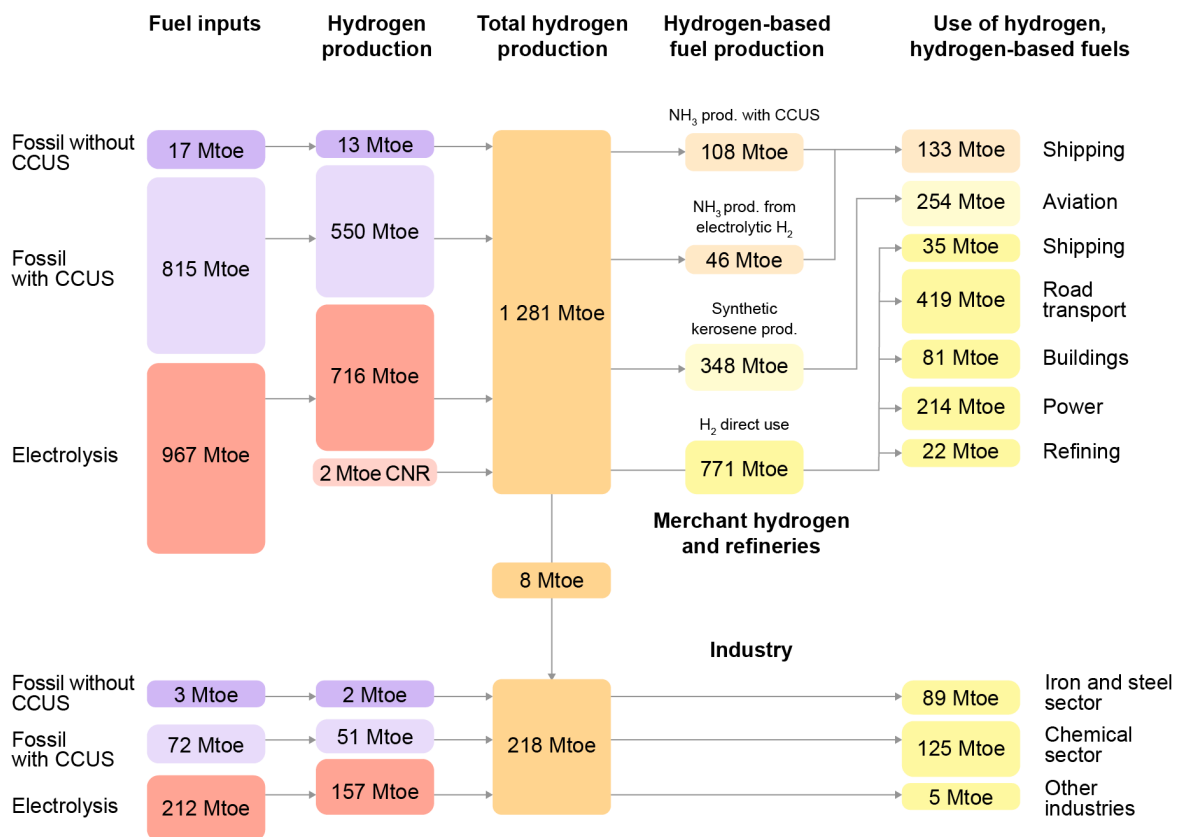 Fuel inputs
Hydrogen
production
Total hydrogen
production
Hydrogen-based
fuel production
Use of hydrogen,
hydrogen-based fuels
Fossil without
CCUS
17 Mtoe
13 Mtoe
NH₃ prod. with CCUS
108 Mtoe
133 Mtoe
Shipping
Fossil
with CCUS
815 Mtoe
550 Mtoe
1 281 Mtoe
NH₃ prod. from
electrolytic H₂
46 Mtoe
254 Mtoe
Aviation
35 Mtoe
Shipping
Synthetic
kerosene prod.
348 Mtoe
419 Mtoe
Road
transport
81 Mtoe
Buildings
Electrolysis
967 Mtoe
716 Mtoe
2 Mtoe CNR
H₂ direct use
771 Mtoe
214 Mtoe
Power
22 Mtoe
Refining
Merchant hydrogen
and refineries
8 Mtoe
Industry
Fossil without
CCUS
3 Mtoe
2 Mtoe
89 Mtoe
Iron and steel
sector
Fossil
with CCUS
72 Mtoe
51 Mtoe
218 Mtoe
125 Mtoe
Chemical
sector
Electrolysis
212 Mtoe
157 Mtoe
5 Mtoe
Other
industries